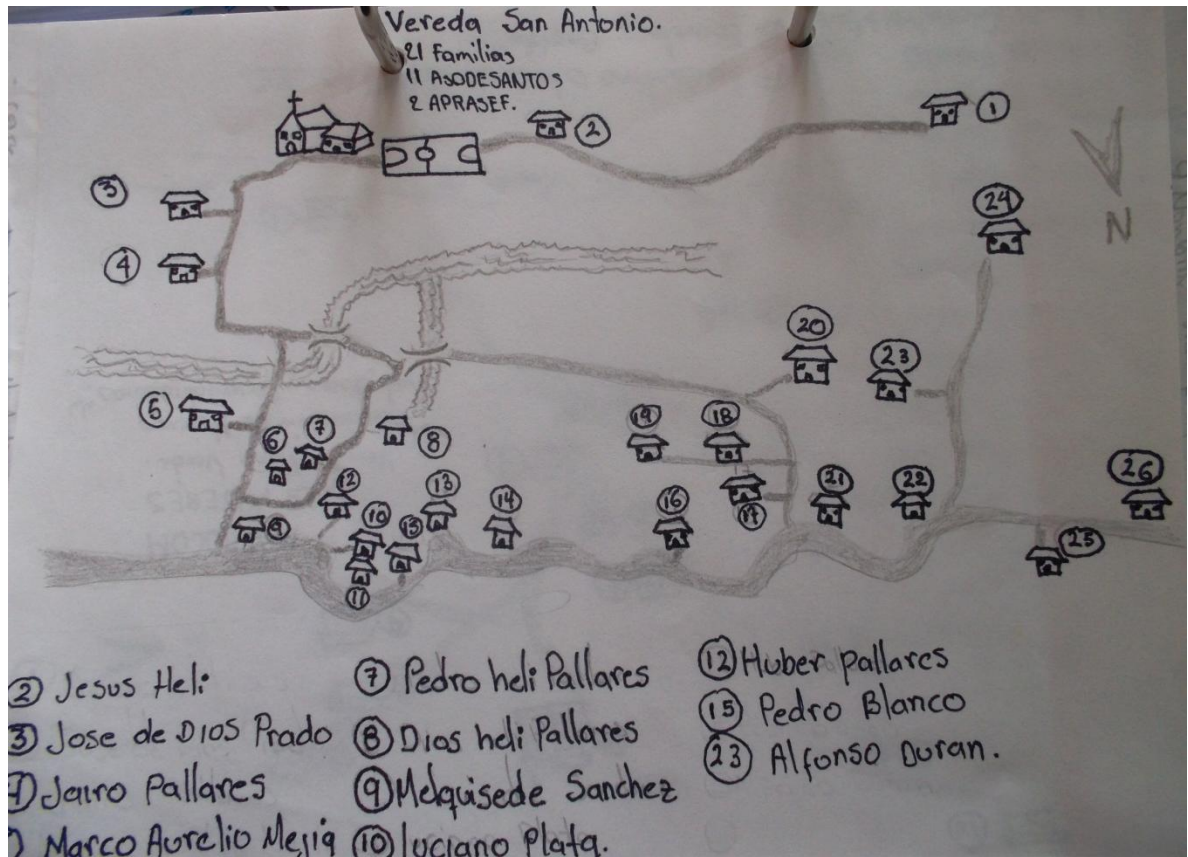 Vereda San Antonio.
21 Familias
11 ASODESANTOS
2 APRASEF.
1
2
3
24
N
4
20
23
5
19
18
6
7
8
26
12
13
14
16
17
21
22
9
10
25
11
2 Jesus Heli
3 Jose de Dios Prado
4 Jairo Pallares
Marco Aurelio Mejia
7 Pedro heli Pallares
8 Dios heli Pallares
9 Melquisede Sanchez
10 luciano Plata.
12 Huber pallares
15 Pedro Blanco
23 Alfonso Duran.